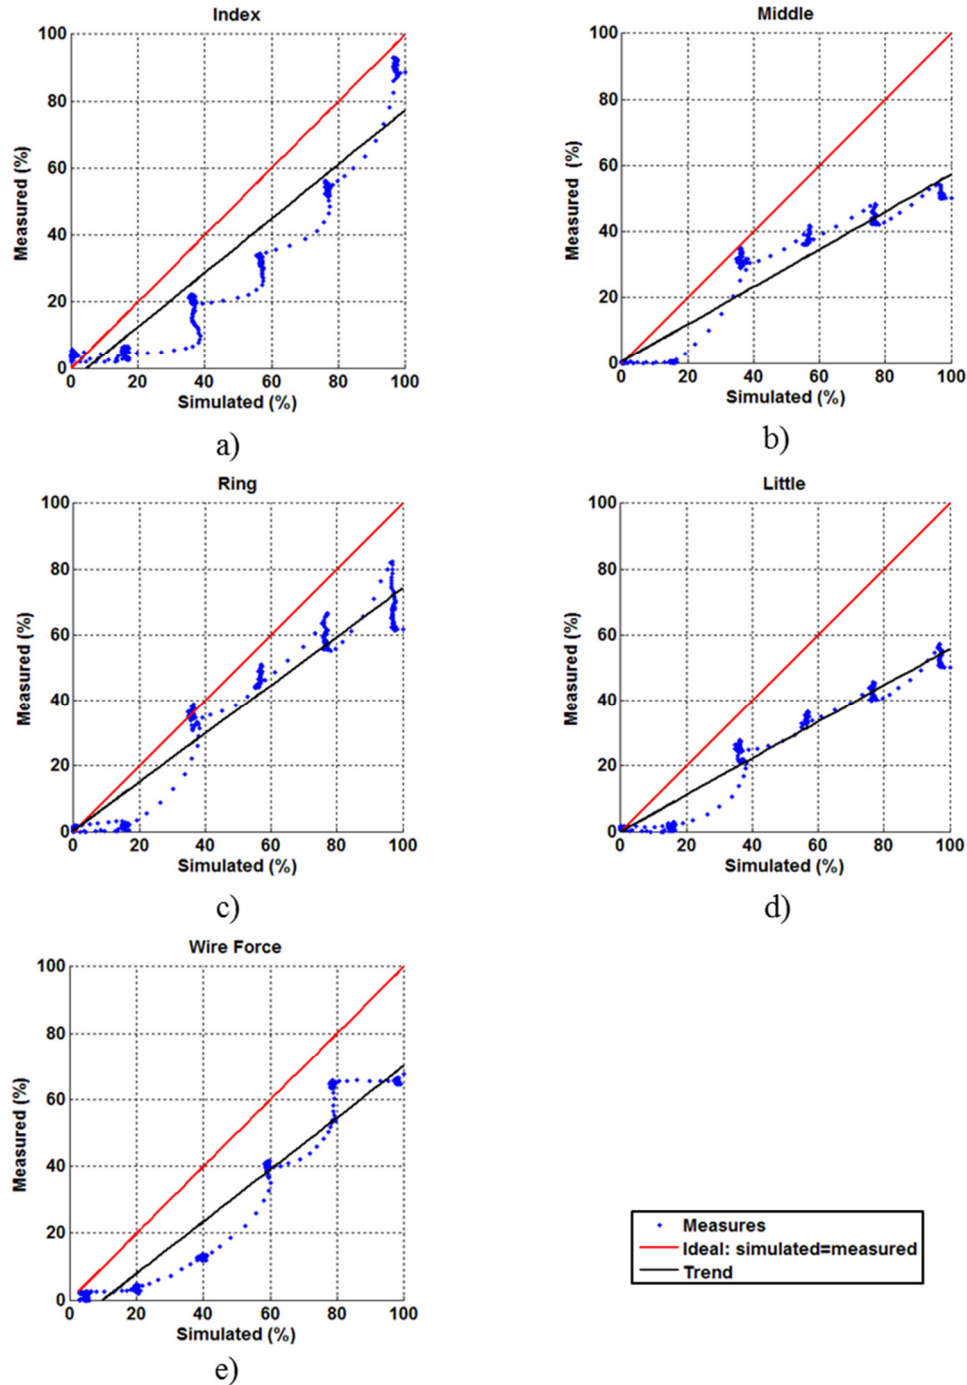 Index
Middle
100
80
60
40
20
0
Measured (%)
0 20 40 60 80 100
Simulated (%)
a)
100
80
60
40
20
0
Measured (%)
0 20 40 60 80 100
Simulated (%)
b)
Ring
Little
100
80
60
40
20
0
Measured (%)
0 20 40 60 80 100
Simulated (%)
c)
100
80
60
40
20
0
Measured (%)
0 20 40 60 80 100
Simulated (%)
d)
Wire Force
100
80
60
40
20
0
Measured (%)
0 20 40 60 80 100
Simulated (%)
e)
Measures
Ideal: simulated=measured
Trend